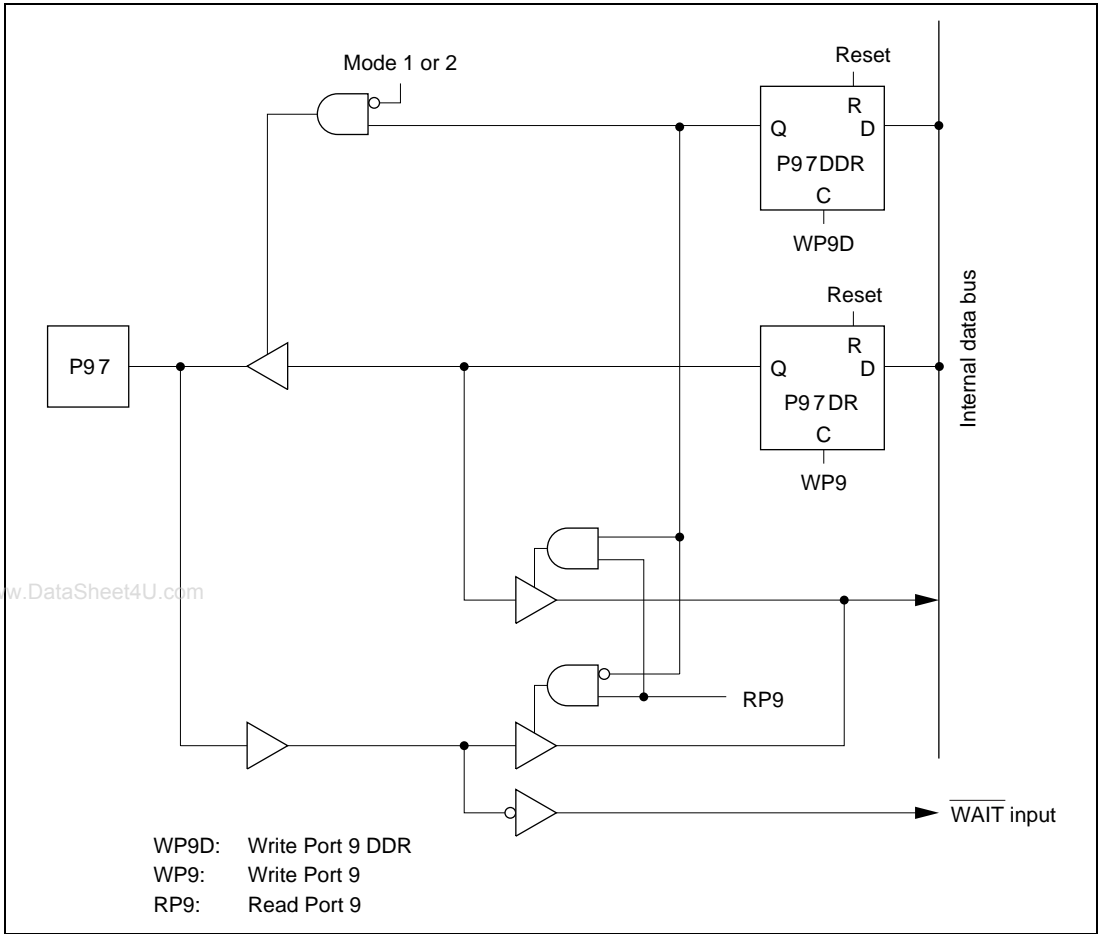 Mode 1 or 2
Reset
R
Q
D
P97DDR
C
WP9D
Reset
R
Q
D
P97DR
C
WP9
P97
Internal data bus
w.DataSheet4U.com
RP9
WAIT input
WP9D: Write Port 9 DDR
WP9: Write Port 9
RP9: Read Port 9